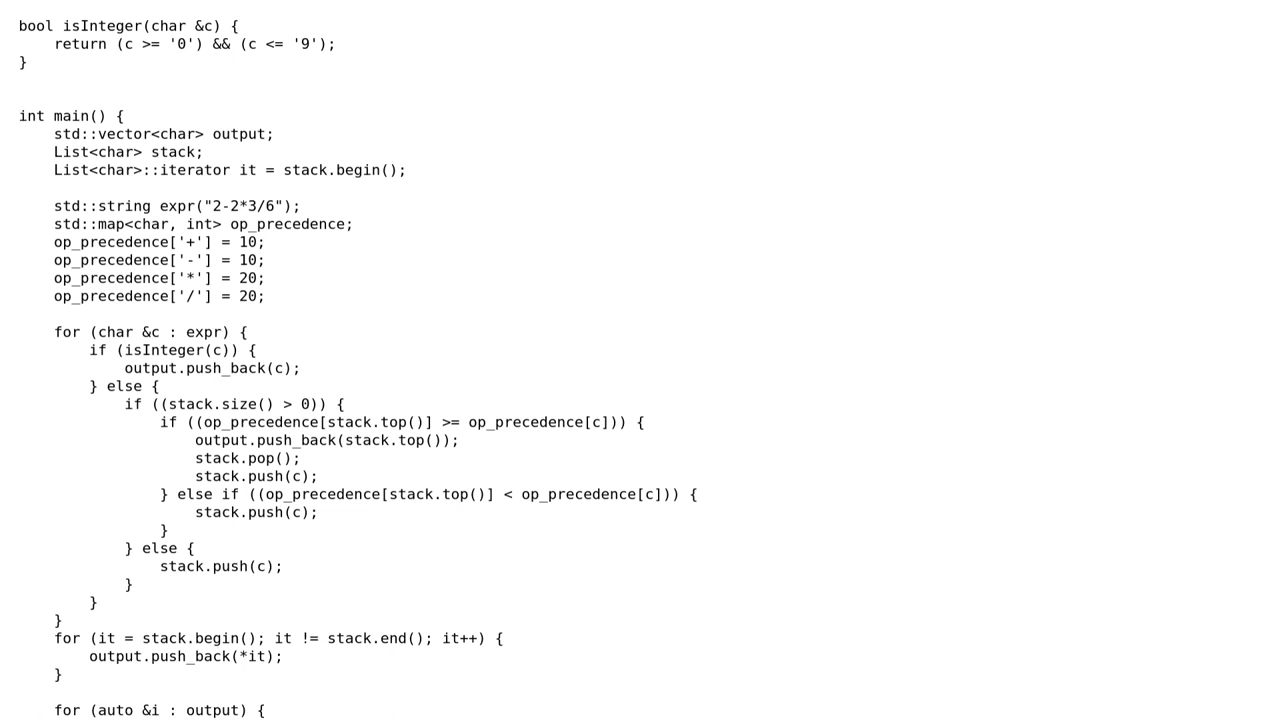 bool isInteger(char &c) {
    return (c >= '0') && (c <= '9');
}
int main() {
    std::vector<char> output;
    List<char> stack;
    List<char>::iterator it = stack.begin();
    std::string expr("2-2*3/6");
    std::map<char, int> op_precedence;
    op_precedence['+'] = 10;
    op_precedence['-'] = 10;
    op_precedence['*'] = 20;
    op_precedence['/'] = 20;
    for (char &c : expr) {
        if (isInteger(c)) {
            output.push_back(c);
        } else {
            if ((stack.size() > 0)) {
                if ((op_precedence[stack.top()] >= op_precedence[c])) {
                    output.push_back(stack.top());
                    stack.pop();
                    stack.push(c);
                } else if ((op_precedence[stack.top()] < op_precedence[c])) {
                    stack.push(c);
                }
            } else {
                stack.push(c);
            }
        }
    }
    for (it = stack.begin(); it != stack.end(); it++) {
        output.push_back(*it);
    }
    for (auto &i : output) {